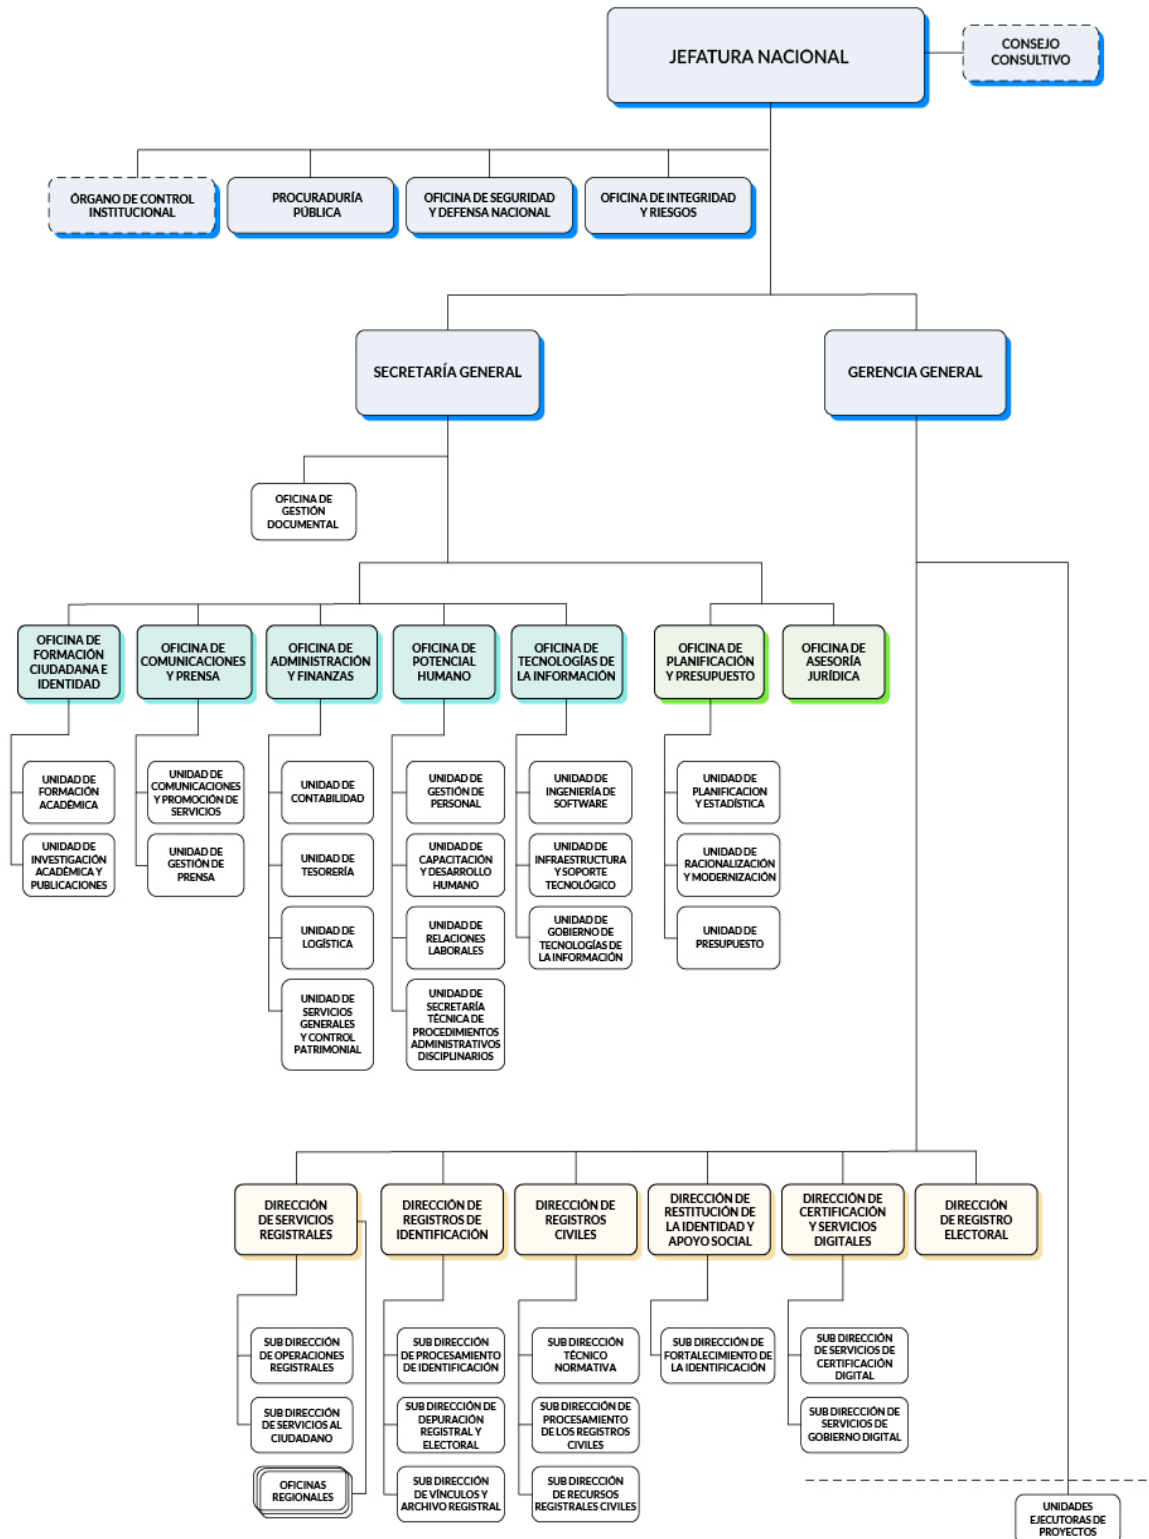 JEFATURA NACIONAL
CONSEJO
CONSULTIVO
ÓRGANO DE CONTROL
INSTITUCIONAL
PROCURADURÍA
PÚBLICA
OFICINA DE SEGURIDAD
Y DEFENSA NACIONAL
OFICINA DE INTEGRIDAD
Y RIESGOS
SECRETARÍA GENERAL
GERENCIA GENERAL
OFICINA DE
GESTIÓN
DOCUMENTAL
OFICINA DE
FORMACIÓN
CIUDADANA E
IDENTIDAD
OFICINA DE
COMUNICACIONES
Y PRENSA
OFICINA DE
ADMINISTRACIÓN
Y FINANZAS
OFICINA DE
POTENCIAL
HUMANO
OFICINA DE
TECNOLOGÍAS DE
LA INFORMACIÓN
OFICINA DE
PLANIFICACIÓN
Y PRESUPUESTO
OFICINA DE
ASESORÍA
JURÍDICA
UNIDAD DE
FORMACIÓN
ACADÉMICA
UNIDAD DE
COMUNICACIONES
Y PROMOCIÓN DE
SERVICIOS
UNIDAD DE
CONTABILIDAD
UNIDAD DE
GESTIÓN DE
PERSONAL
UNIDAD DE
INGENIERÍA DE
SOFTWARE
UNIDAD DE
PLANIFICACION
Y ESTADÍSTICA
UNIDAD DE
INVESTIGACIÓN
ACADÉMICA Y
PUBLICACIONES
UNIDAD DE
GESTIÓN DE
PRENSA
UNIDAD DE
TESORERÍA
UNIDAD DE
CAPACITACIÓN
Y DESARROLLO
HUMANO
UNIDAD DE
INFRAESTRUCTURA
Y SOPORTE
TECNOLÓGICO
UNIDAD DE
RACIONALIZACIÓN
Y MODERNIZACIÓN
UNIDAD DE
LOGÍSTICA
UNIDAD DE
RELACIONES
LABORALES
UNIDAD DE
GOBIERNO DE
TECNOLOGÍAS DE
LA INFORMACIÓN
UNIDAD DE
PRESUPUESTO
UNIDAD DE
SERVICIOS
GENERALES
Y CONTROL
PATRIMONIAL
UNIDAD DE
SECRETARÍA
TÉCNICA DE
PROCEDIMIENTOS
ADMINISTRATIVOS
DISCIPLINARIOS
DIRECCIÓN
DE SERVICIOS
REGISTRALES
DIRECCIÓN DE
REGISTROS DE
IDENTIFICACIÓN
DIRECCIÓN DE
REGISTROS
CIVILES
DIRECCIÓN DE
RESTITUCIÓN DE
LA IDENTIDAD Y
APOYO SOCIAL
DIRECCIÓN DE
CERTIFICACIÓN
Y SERVICIOS
DIGITALES
DIRECCIÓN
DE REGISTRO
ELECTORAL
SUB DIRECCIÓN
DE OPERACIONES
REGISTRALES
SUB DIRECCIÓN
DE PROCESAMIENTO
DE IDENTIFICACIÓN
SUB DIRECCIÓN
TÉCNICO
NORMATIVA
SUB DIRECCIÓN DE
FORTALECIMIENTO DE
LA IDENTIFICACIÓN
SUB DIRECCIÓN
DE SERVICIOS DE
CERTIFICACIÓN
DIGITAL
SUB DIRECCIÓN
DE SERVICIOS AL
CIUDADANO
SUB DIRECCIÓN DE
DEPURACIÓN
REGISTRAL Y
ELECTORAL
SUB DIRECCIÓN DE
PROCESAMIENTO
DE LOS REGISTROS
CIVILES
SUB DIRECCIÓN DE
SERVICIOS DE
GOBIERNO DIGITAL
OFICINAS
REGIONALES
SUB DIRECCIÓN
DE VÍNCULOS Y
ARCHIVO REGISTRAL
SUB DIRECCIÓN
DE RECURSOS
REGISTRALES CIVILES
UNIDADES
EJECUTORAS DE
PROYECTOS